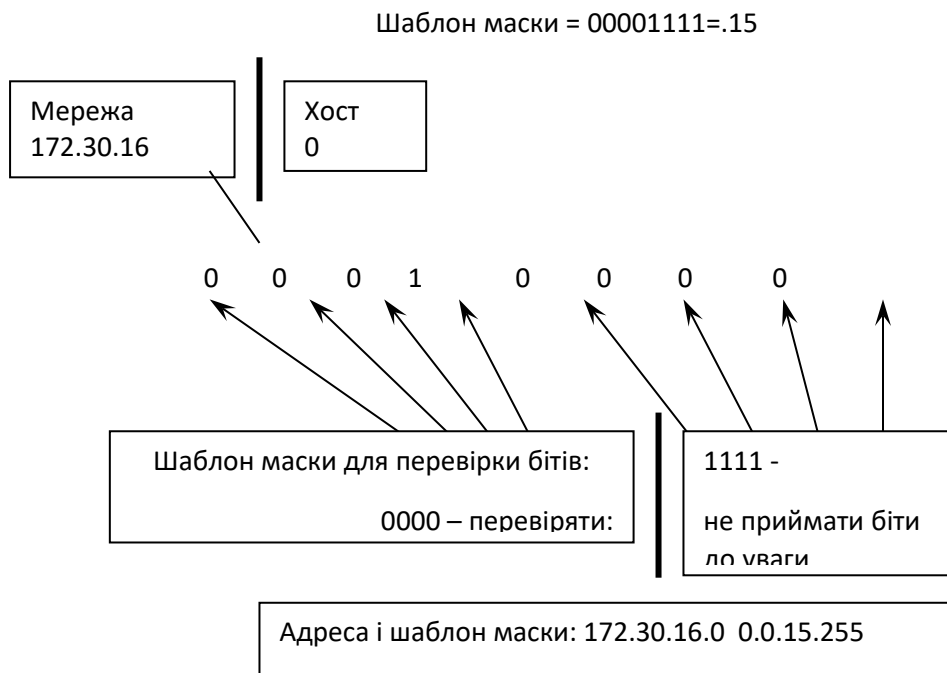 Шаблон маски = 00001111=.15
Мережа
172.30.16
Хост
0
0 0 0 1 0 0 0 0
Шаблон маски для перевірки бітів:
0000 – перевіряти:
1111 -
не приймати біти
до уваги
Адреса і шаблон маски: 172.30.16.0 0.0.15.255